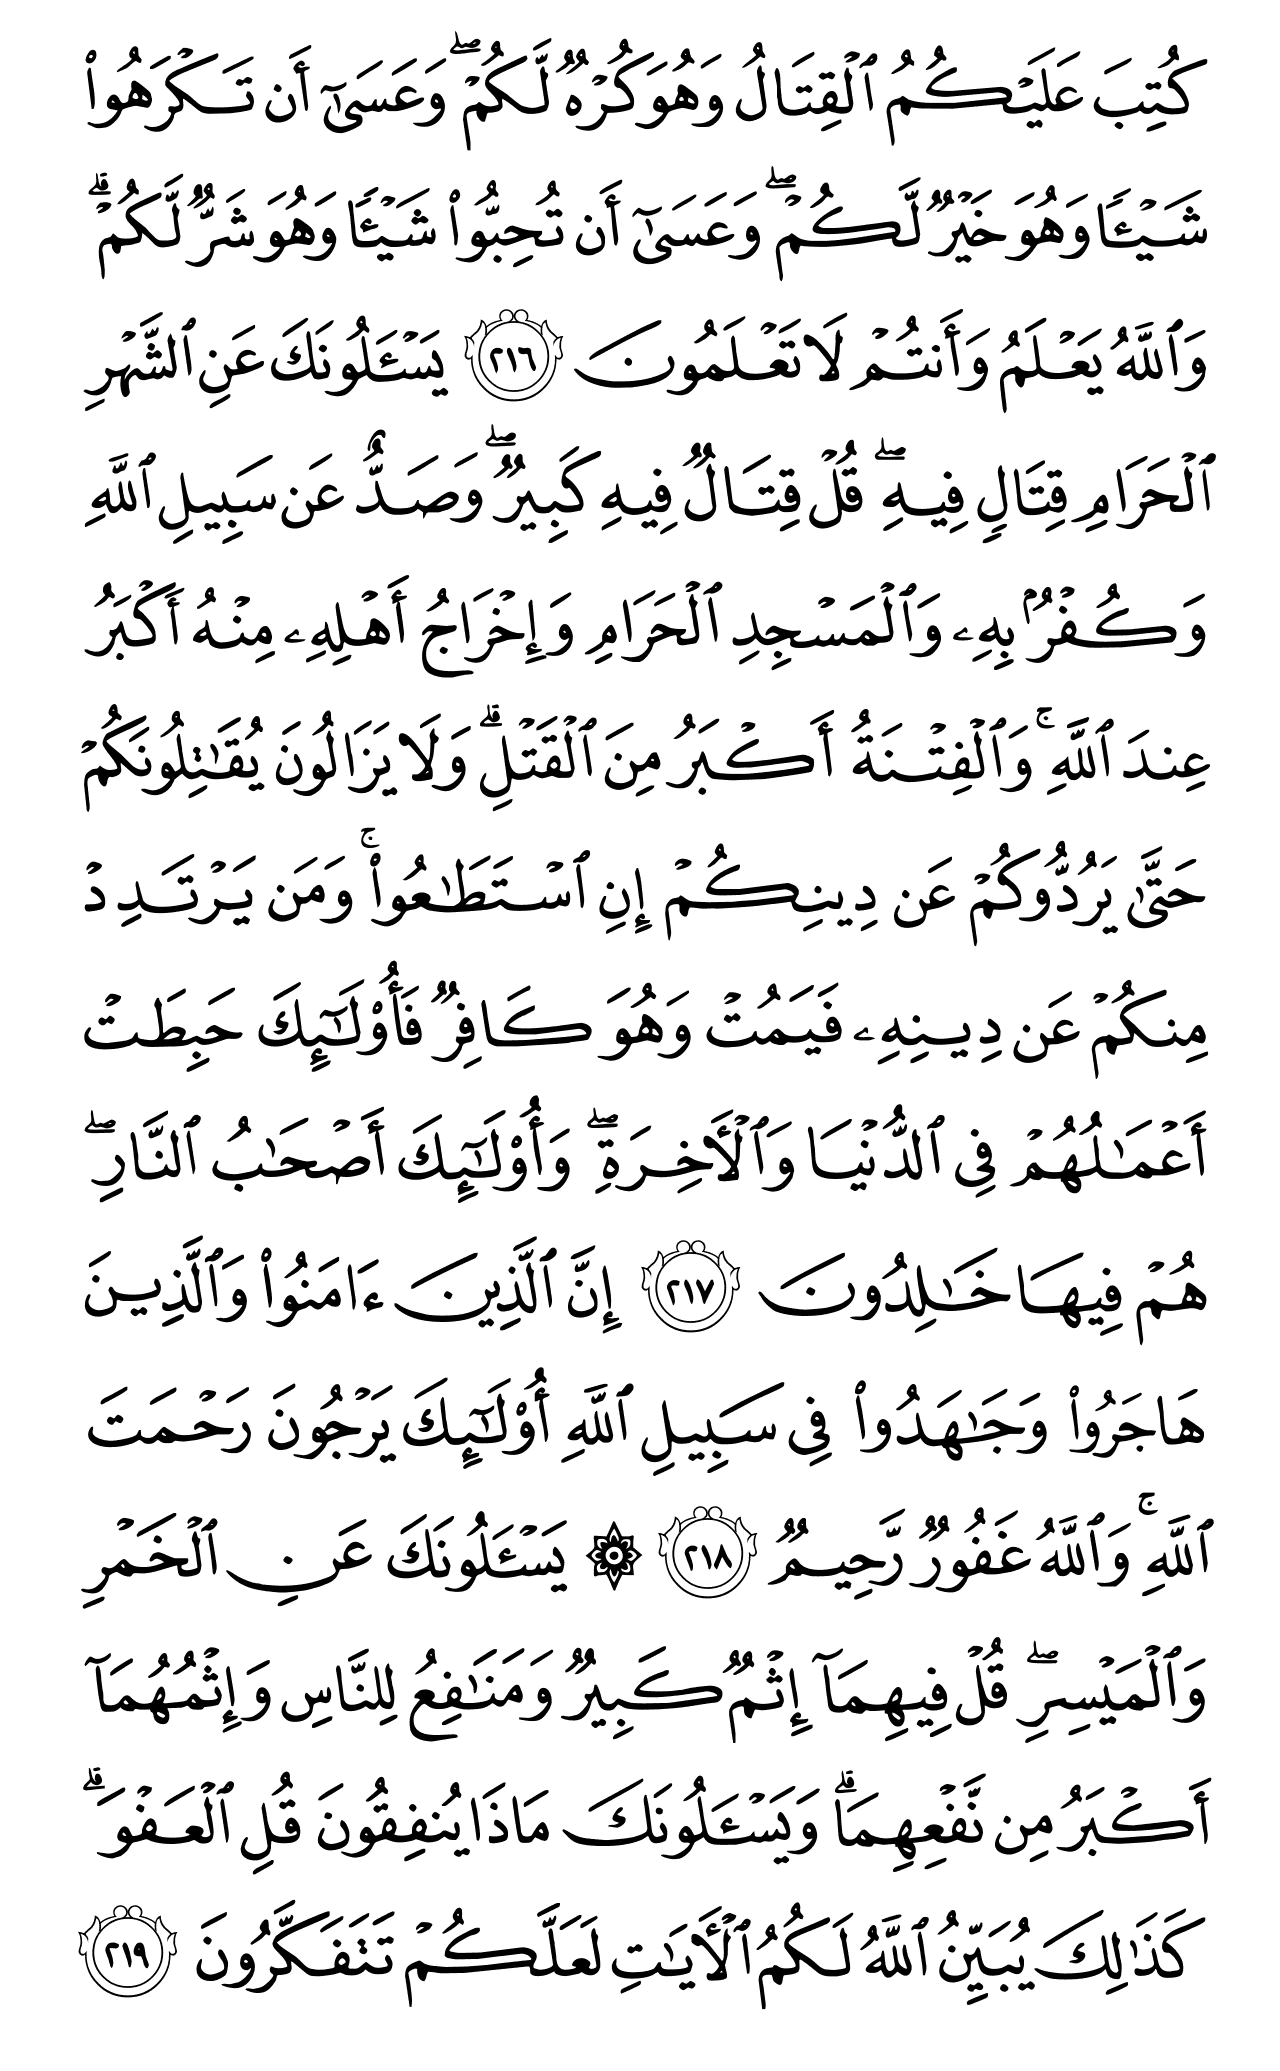 كُتِبَ عَلَيۡكُمُ ٱلۡقِتَالُ وَهُوَ كُرۡهٞ لَّكُمۡۖ وَعَسَىٰٓ أَن تَكۡرَهُواْ
شَيۡـٔٗا وَهُوَ خَيۡرٞ لَّكُمۡۖ وَعَسَىٰٓ أَن تُحِبُّواْ شَيۡـٔٗا وَهُوَ شَرّٞ لَّكُمۡۚ
وَٱللَّهُ يَعۡلَمُ وَأَنتُمۡ لَا تَعۡلَمُونَ ٢١٦ يَسۡـَٔلُونَكَ عَنِ ٱلشَّهۡرِ
ٱلۡحَرَامِ قِتَالٖ فِيهِۖ قُلۡ قِتَالٞ فِيهِ كَبِيرٞۖ وَصَدٌّ عَن سَبِيلِ ٱللَّهِ
وَكُفۡرُۢ بِهِۦ وَٱلۡمَسۡجِدِ ٱلۡحَرَامِ وَإِخۡرَاجُ أَهۡلِهِۦ مِنۡهُ أَكۡبَرُ
عِندَ ٱللَّهِۚ وَٱلۡفِتۡنَةُ أَكۡبَرُ مِنَ ٱلۡقَتۡلِۗ وَلَا يَزَالُونَ يُقَٰتِلُونَكُمۡ
حَتَّىٰ يَرُدُّوكُمۡ عَن دِينِكُمۡ إِنِ ٱسۡتَطَٰعُواْۚ وَمَن يَرۡتَدِدۡ
مِنكُمۡ عَن دِينِهِۦ فَيَمُتۡ وَهُوَ كَافِرٞ فَأُوْلَٰٓئِكَ حَبِطَتۡ
أَعۡمَٰلُهُمۡ فِي ٱلدُّنۡيَا وَٱلۡأٓخِرَةِۖ وَأُوْلَٰٓئِكَ أَصۡحَٰبُ ٱلنَّارِۖ
هُمۡ فِيهَا خَٰلِدُونَ ٢١٧ إِنَّ ٱلَّذِينَ ءَامَنُواْ وَٱلَّذِينَ
هَاجَرُواْ وَجَٰهَدُواْ فِي سَبِيلِ ٱللَّهِ أُوْلَٰٓئِكَ يَرۡجُونَ رَحۡمَتَ
ٱللَّهِۚ وَٱللَّهُ غَفُورٞ رَّحِيمٞ ٢١٨ ۞ يَسۡـَٔلُونَكَ عَنِ ٱلۡخَمۡرِ
وَٱلۡمَيۡسِرِۖ قُلۡ فِيهِمَآ إِثۡمٞ كَبِيرٞ وَمَنَٰفِعُ لِلنَّاسِ وَإِثۡمُهُمَآ
أَكۡبَرُ مِن نَّفۡعِهِمَاۗ وَيَسۡـَٔلُونَكَ مَاذَا يُنفِقُونَ قُلِ ٱلۡعَفۡوَۗ
كَذَٰلِكَ يُبَيِّنُ ٱللَّهُ لَكُمُ ٱلۡأٓيَٰتِ لَعَلَّكُمۡ تَتَفَكَّرُونَ ٢١٩